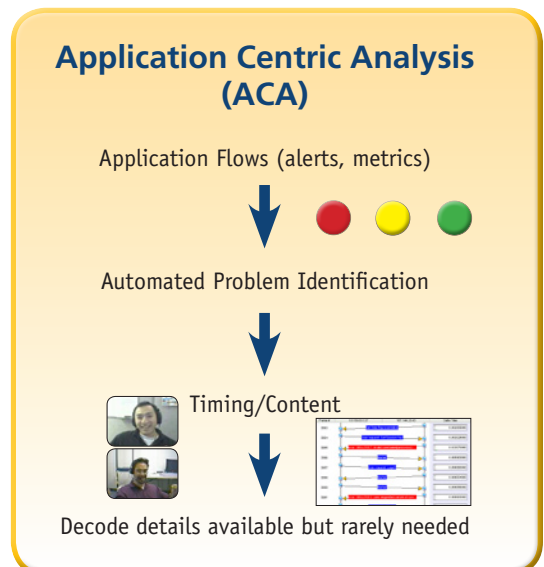 Application Centric Analysis
(ACA)
Application Flows (alerts, metrics)
Automated Problem Identification
Timing/Content
Decode details available but rarely needed